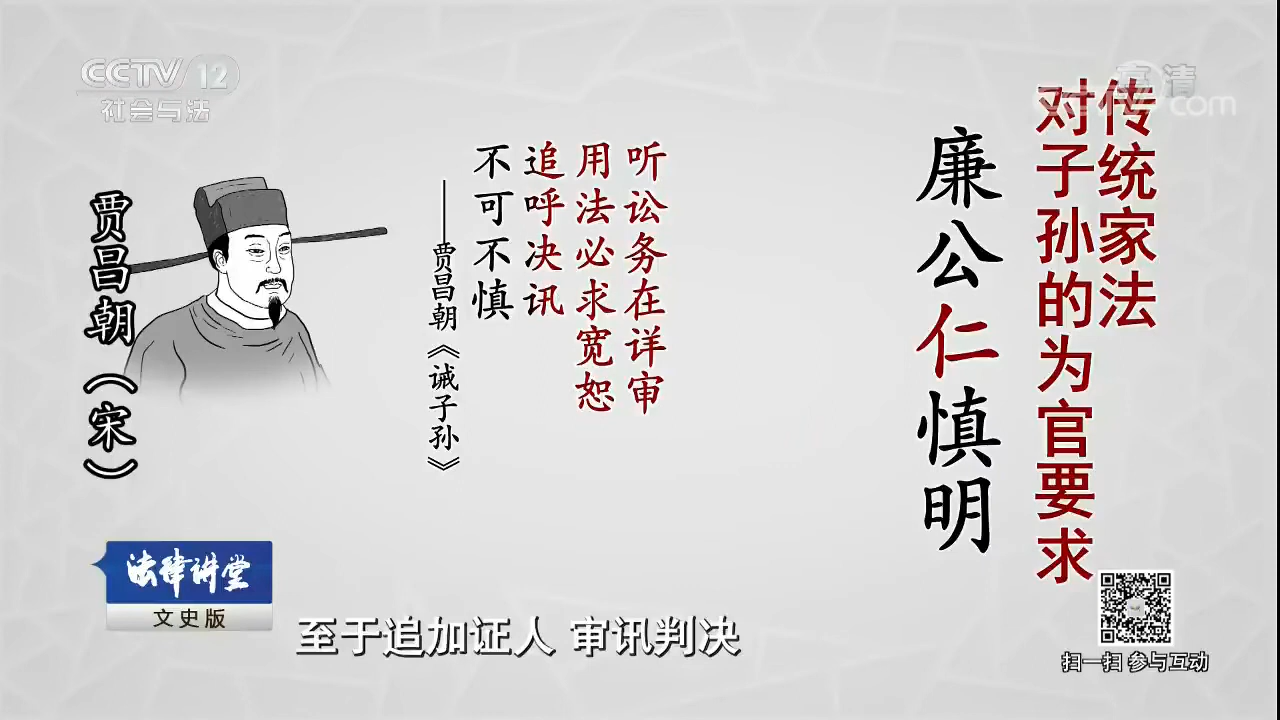 CCTV 12
社会与法
高清
com
传统家法
对子孙的为官要求
廉公仁慎明
听讼务在详审
用法必求宽恕
追呼决讯
不可不慎
——贾昌朝《诫子孙》
贾昌朝（宋）
法律讲堂
文史版
至于追加证人 审讯判决
扫一扫 参与互动